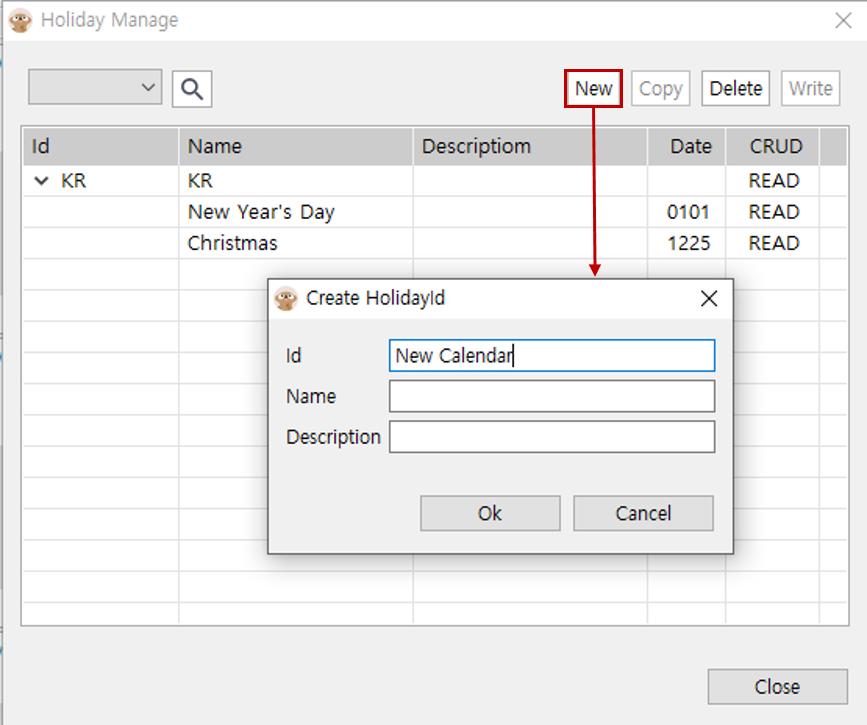 Holiday Manage
New Copy Delete Write
Id Name Descriptiom Date CRUD
KR KR READ
New Year's Day 0101 READ
Christmas 1225 READ
Create HolidayId
Id New Calendar
Name
Description
Ok Cancel
Close